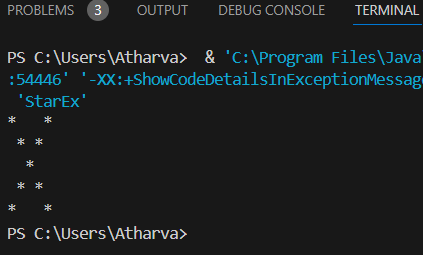 PROBLEMS 3 OUTPUT DEBUG CONSOLE TERMINAL
PS C:\Users\Atharva>  & 'C:\Program Files\Java
:54446' '-XX:+ShowCodeDetailsInExceptionMessag
 'StarEx'
*   *
 * *
  *
 * *
*   *
PS C:\Users\Atharva>